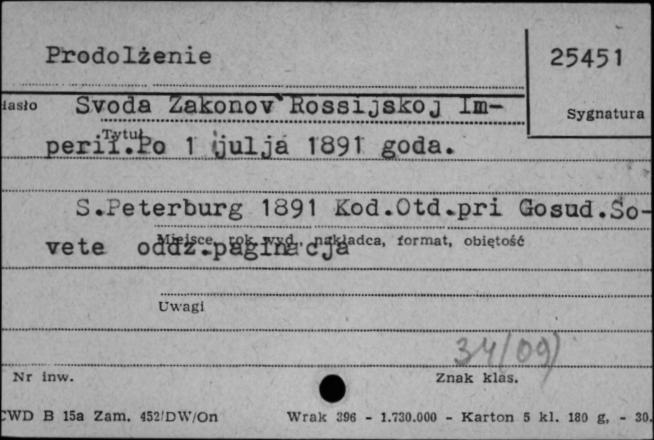 Prodolżenie
25451
iasło Svoda Zakonov Rossijskoj Im-
Sygnatura
Tytuł
perii.Po 1 julja 1891 goda.
S.Peterburg 1891 Kod.Otd.pri Gosud.So-
Miejsce, rok wyd., nakładca, format, objętość
vete oddz.paginacja
Uwagi
34(09)
Nr inw.
Znak klas.
CWD B 15a Zam. 452/DW/On Wrak 396 - 1.730.000 - Karton 5 kl. 180 g, - 30.